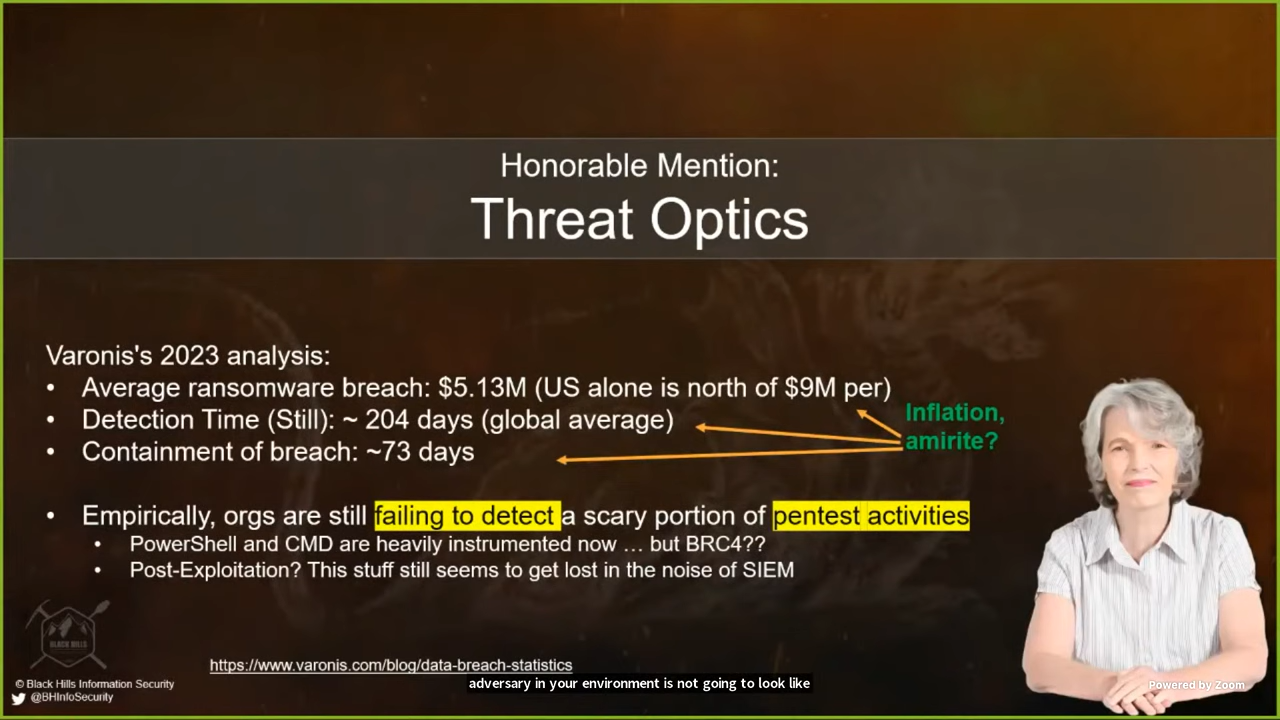 Honorable Mention:
Threat Optics
Varonis's 2023 analysis:
• Average ransomware breach: $5.13M (US alone is north of $9M per)
• Detection Time (Still): ~ 204 days (global average)
• Containment of breach: ~73 days
Inflation,
amirite?
• Empirically, orgs are still failing to detect a scary portion of pentest activities
• PowerShell and CMD are heavily instrumented now … but BRC4??
• Post-Exploitation? This stuff still seems to get lost in the noise of SIEM
BLACK HILLS
https://www.varonis.com/blog/data-breach-statistics
© Black Hills Information Security
@BHInfoSecurity
adversary in your environment is not going to look like
Powered by Zoom